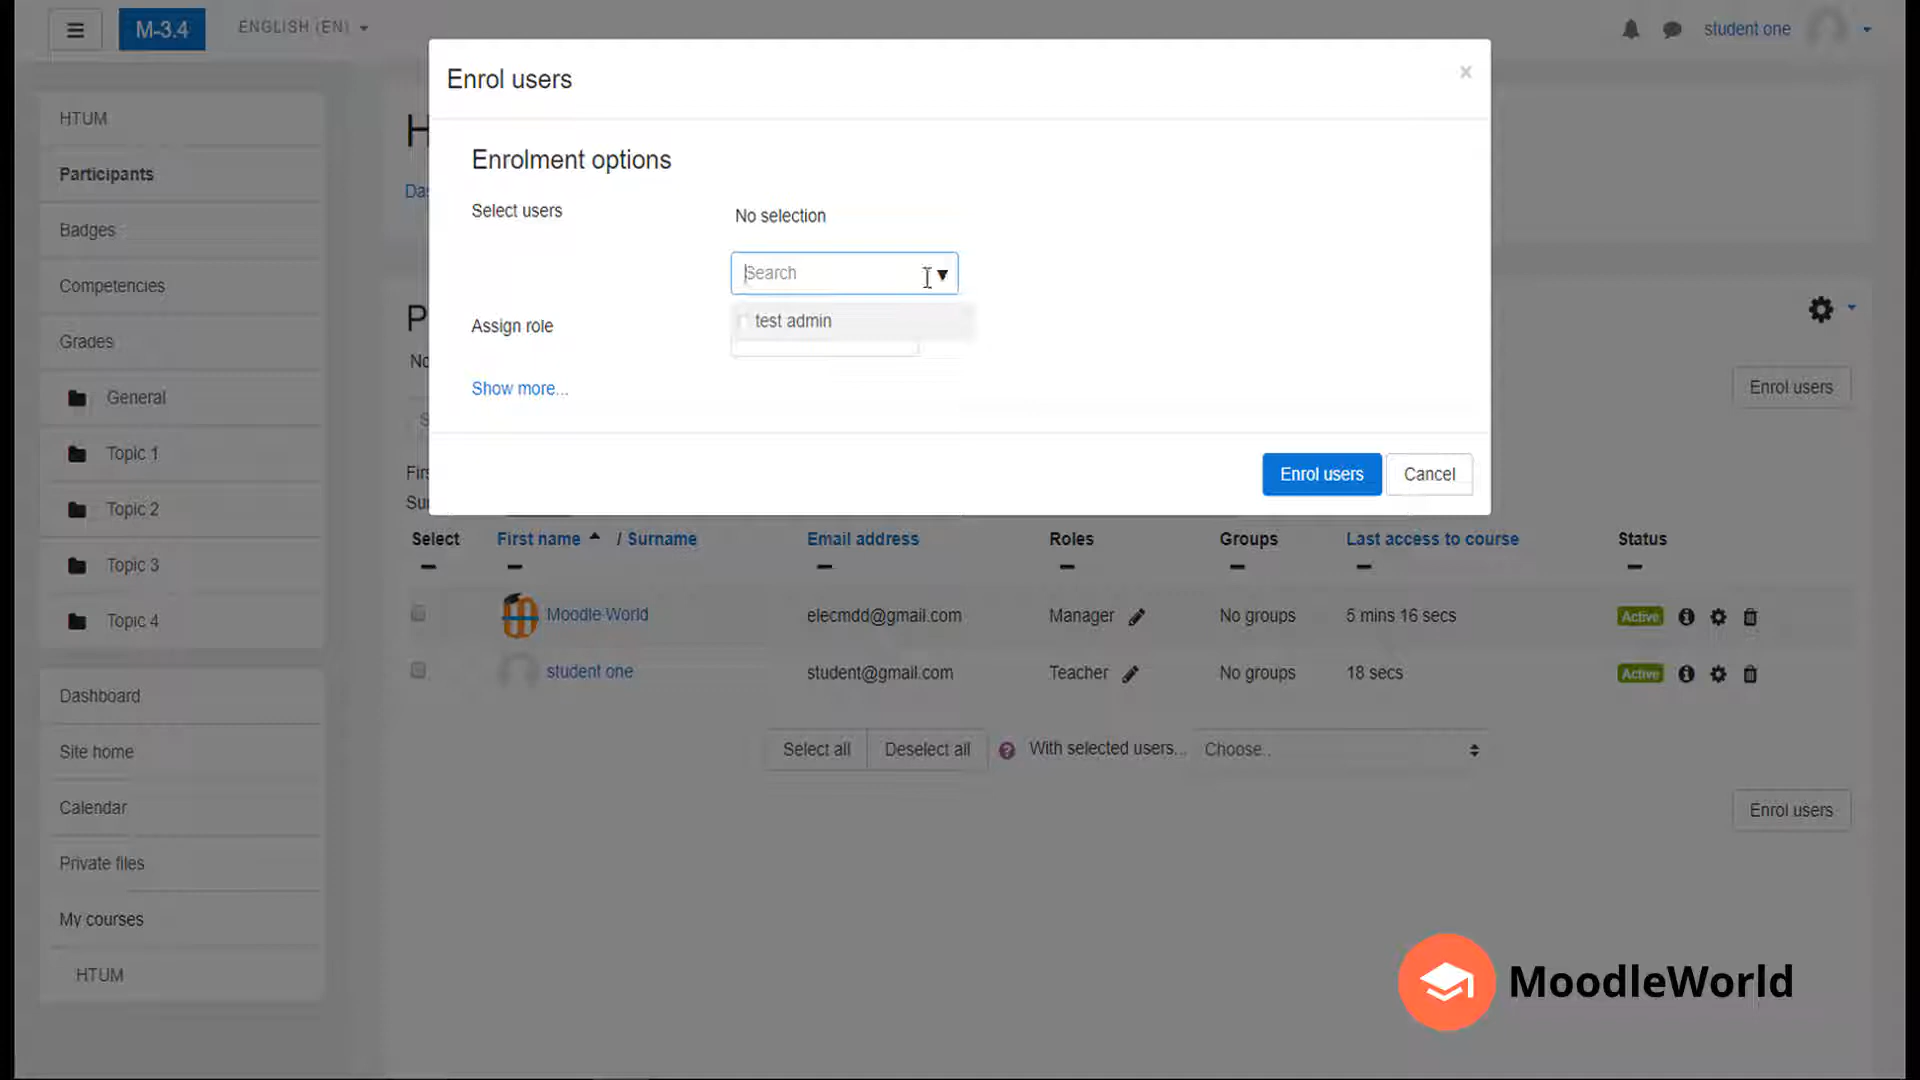 M-3.4
ENGLISH (EN)
student one
Enrol users
x
Enrolment options
Select users
No selection
Search
test admin
Assign role
Show more...
Enrol users
Cancel
HTUM
Participants
Badges
Competencies
Grades
General
Topic 1
Topic 2
Topic 3
Topic 4
Dashboard
Site home
Calendar
Private files
My courses
HTUM
Enrol users
Select
First name / Surname
Email address
Roles
Groups
Last access to course
Status
Moodle World
elecmdd@gmail.com
Manager
No groups
5 mins 16 secs
Active
student one
student@gmail.com
Teacher
No groups
18 secs
Active
Select all
Deselect all
With selected users...
Choose..
Enrol users
MoodleWorld